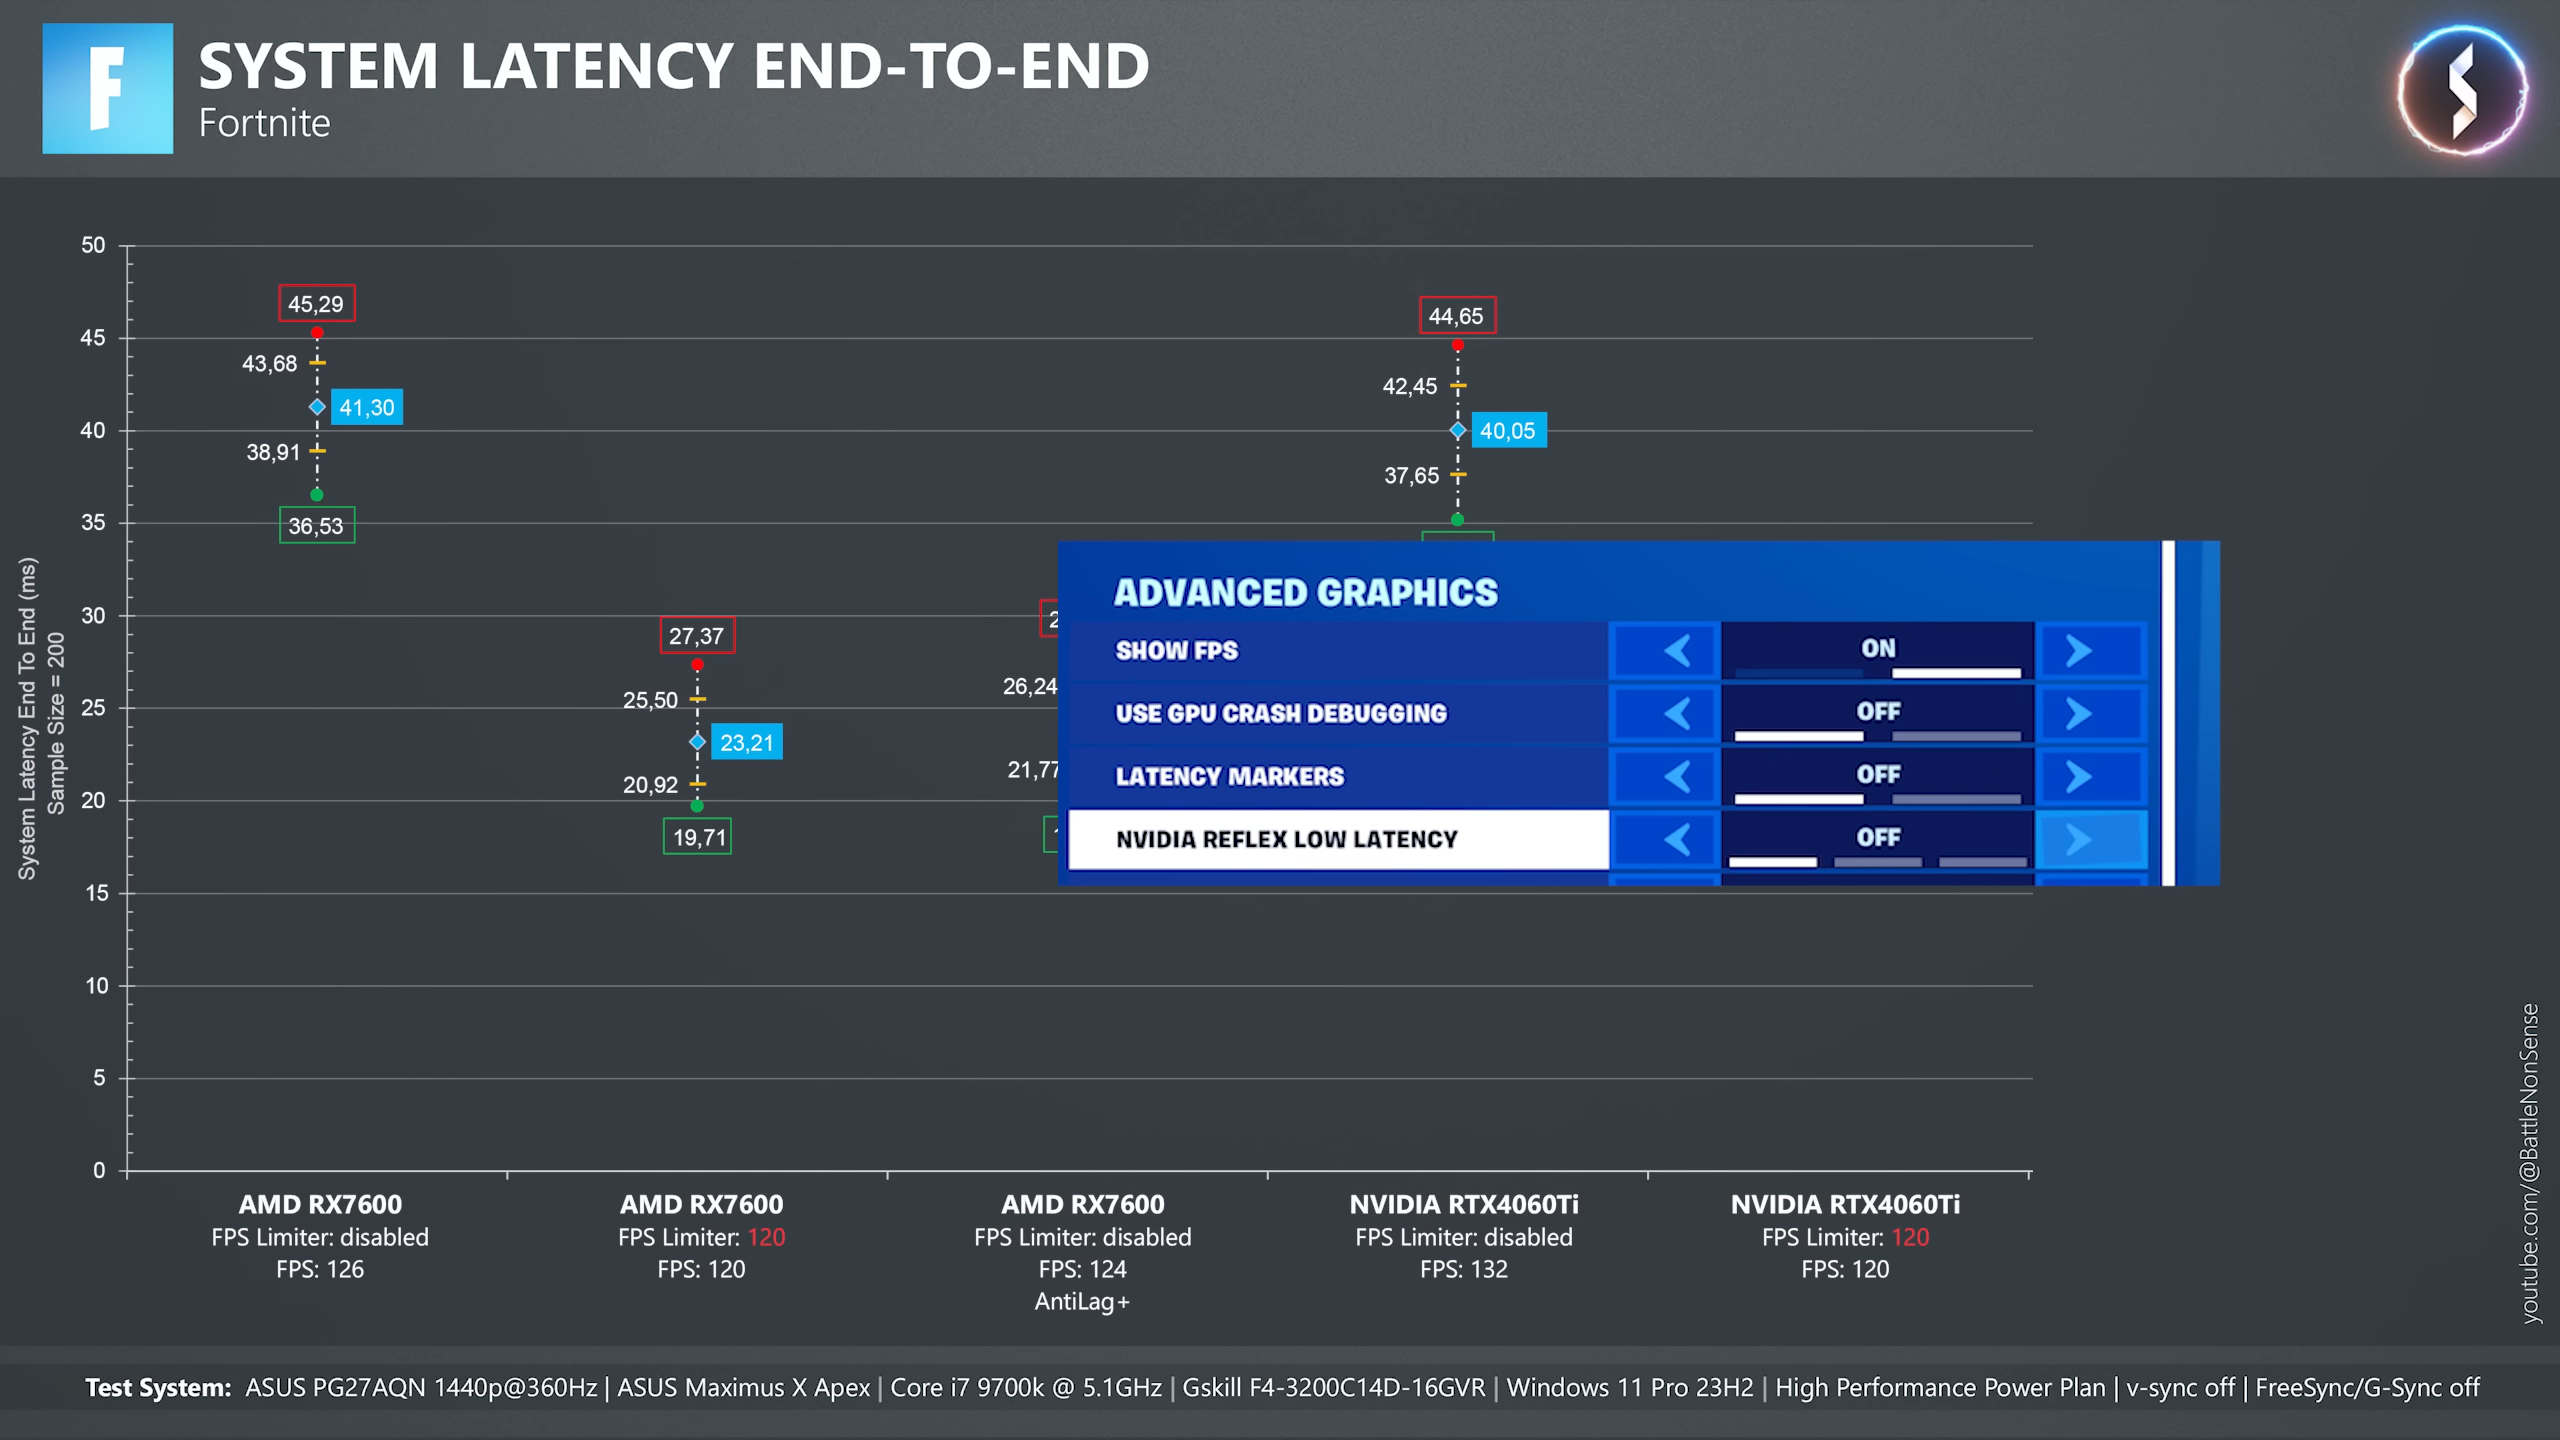 F
SYSTEM LATENCY END-TO-END
Fortnite
System Latency End To End (ms)
Sample Size = 200
50
45
40
35
30
25
20
15
10
5
0
45,29
43,68
41,30
38,91
36,53
27,37
25,50
23,21
20,92
19,71
26,24
21,77
44,65
42,45
40,05
37,65
ADVANCED GRAPHICS
SHOW FPS ON
USE GPU CRASH DEBUGGING OFF
LATENCY MARKERS OFF
NVIDIA REFLEX LOW LATENCY OFF
AMD RX7600
FPS Limiter: disabled
FPS: 126
AMD RX7600
FPS Limiter: 120
FPS: 120
AMD RX7600
FPS Limiter: disabled
FPS: 124
AntiLag+
NVIDIA RTX4060Ti
FPS Limiter: disabled
FPS: 132
NVIDIA RTX4060Ti
FPS Limiter: 120
FPS: 120
youtube.com/@BattleNonSense
Test System: ASUS PG27AQN 1440p@360Hz | ASUS Maximus X Apex | Core i7 9700k @ 5.1GHz | Gskill F4-3200C14D-16GVR | Windows 11 Pro 23H2 | High Performance Power Plan | v-sync off | FreeSync/G-Sync off